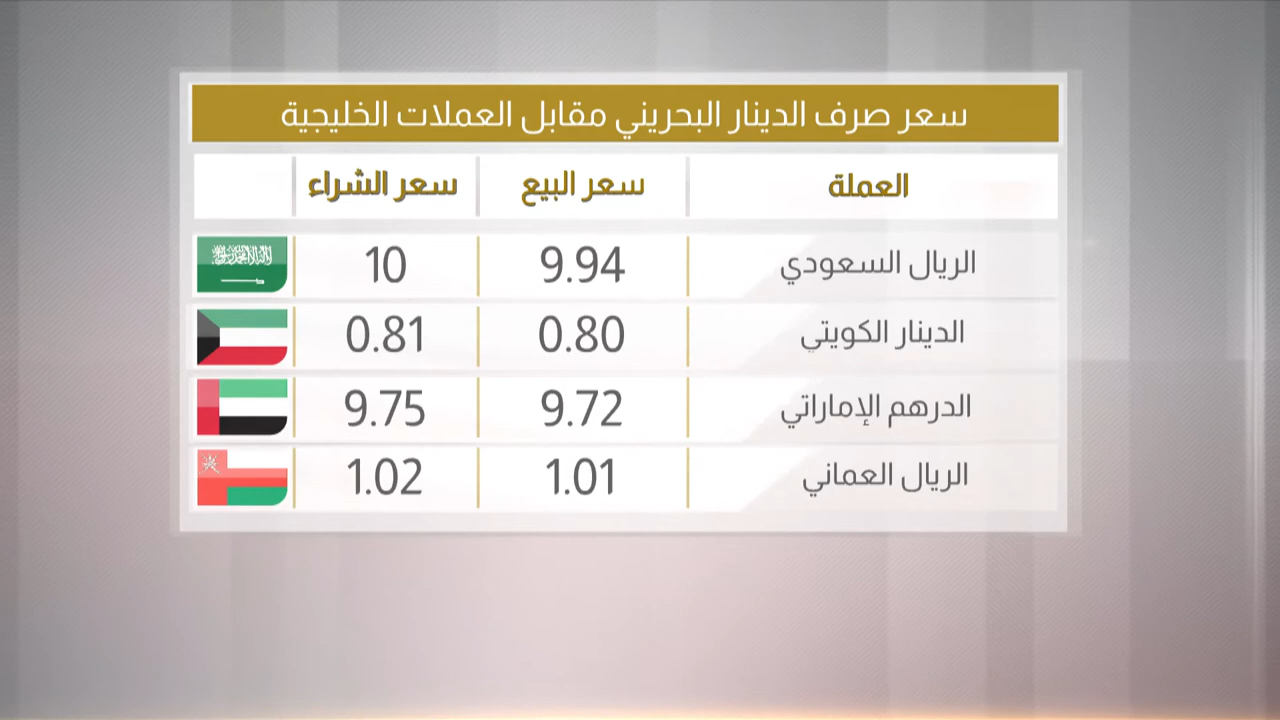 سعر صرف الدينار البحريني مقابل العملات الخليجية
العملة سعر البيع سعر الشراء
الريال السعودي 9.94 10
الدينار الكويتي 0.80 0.81
الدرهم الإماراتي 9.72 9.75
الريال العماني 1.01 1.02